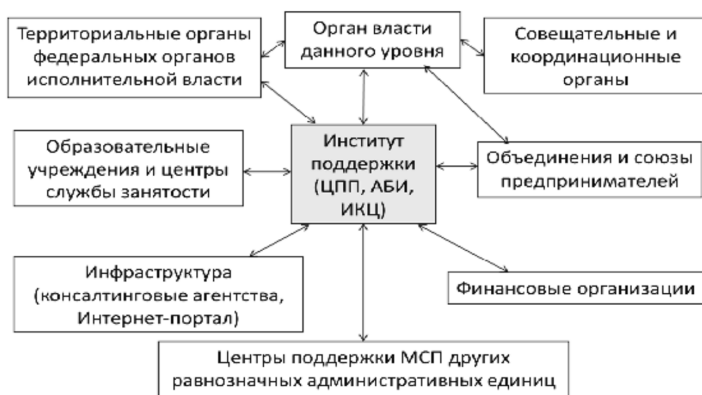 Территориальные органы
федеральных органов
исполнительной власти
Орган власти
данного уровня
Совещательные и
координационные
органы
Образовательные
учреждения и центры
службы занятости
Институт
поддержки
(ЦПП, АБИ,
ИКЦ)
Объединения и союзы
предпринимателей
Инфраструктура
(консалтинговые агентства,
Интернет-портал)
Финансовые организации
Центры поддержки МСП других
равнозначных административных единиц